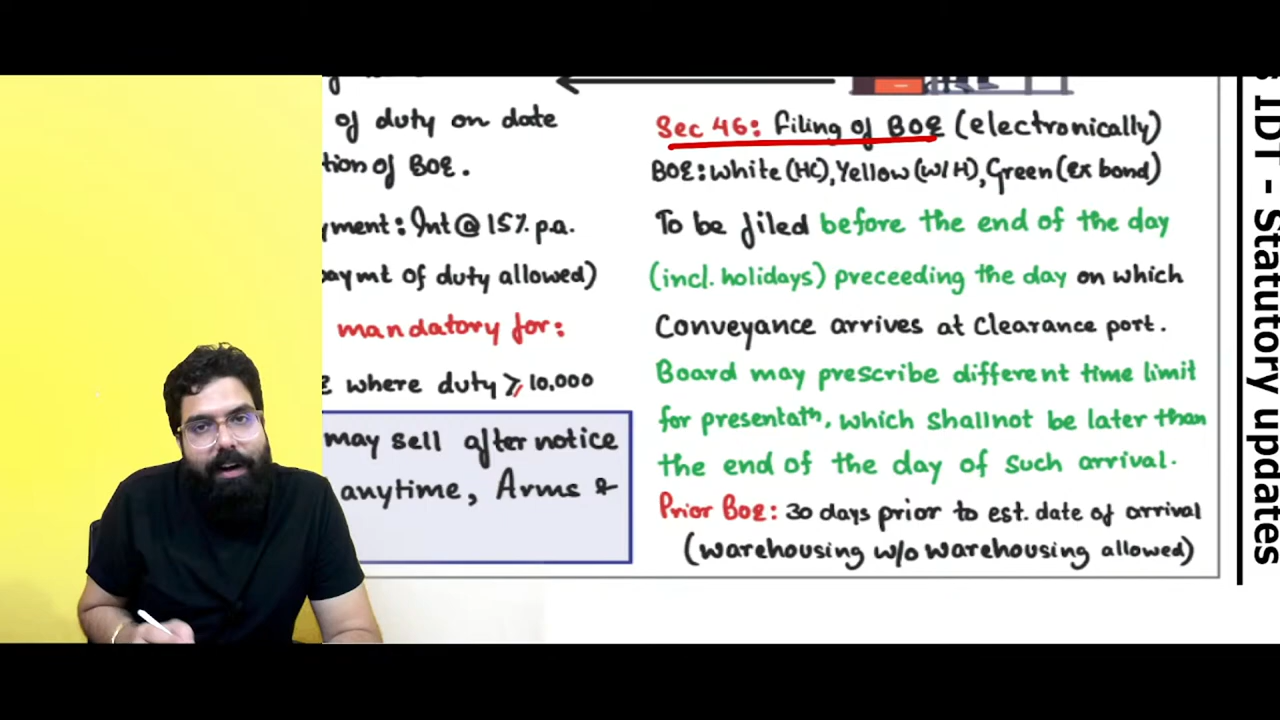 of duty on date
tion of BOE.
yment: Int @ 15% p.a.
paymt of duty allowed)
mandatory for:
where duty ≥ 10,000
may sell after notice
anytime, Arms &
Sec 46: Filing of BOE (electronically)
BOE: White (HC), Yellow (W/H), Green (Ex bond)
To be filed before the end of the day
(incl. holidays) preceeding the day on which
Conveyance arrives at Clearance port.
Board may prescribe different time limit
for presentatn, which shall not be later than
the end of the day of such arrival.
Prior BOE: 30 days prior to est. date of arrival
(warehousing w/o warehousing allowed)
s IDT - Statutory updates